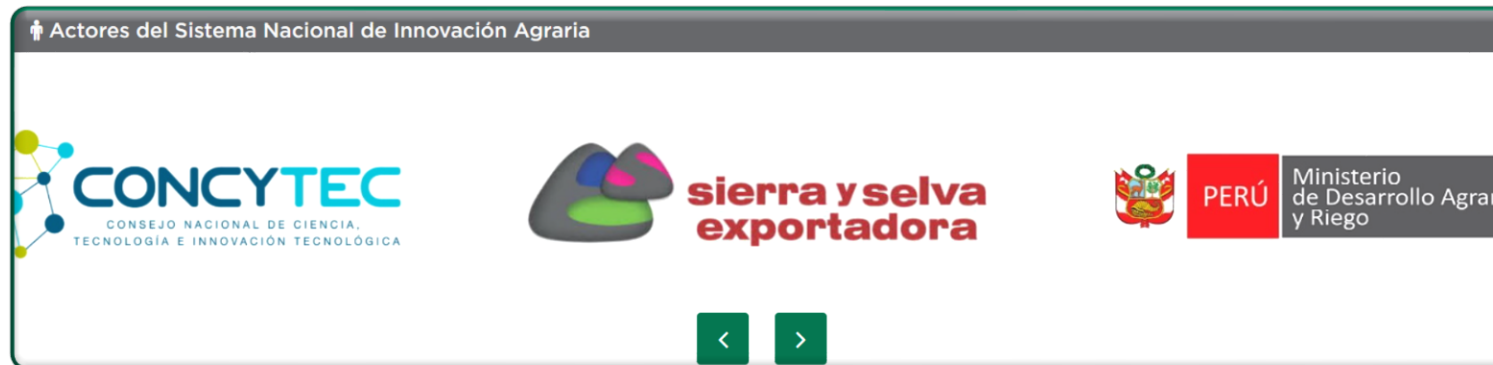 Actores del Sistema Nacional de Innovación Agraria
CONCYTEC
CONSEJO NACIONAL DE CIENCIA,
TECNOLOGÍA E INNOVACIÓN TECNOLÓGICA
sierra y selva
exportadora
PERÚ
Ministerio
de Desarrollo Agrar
y Riego